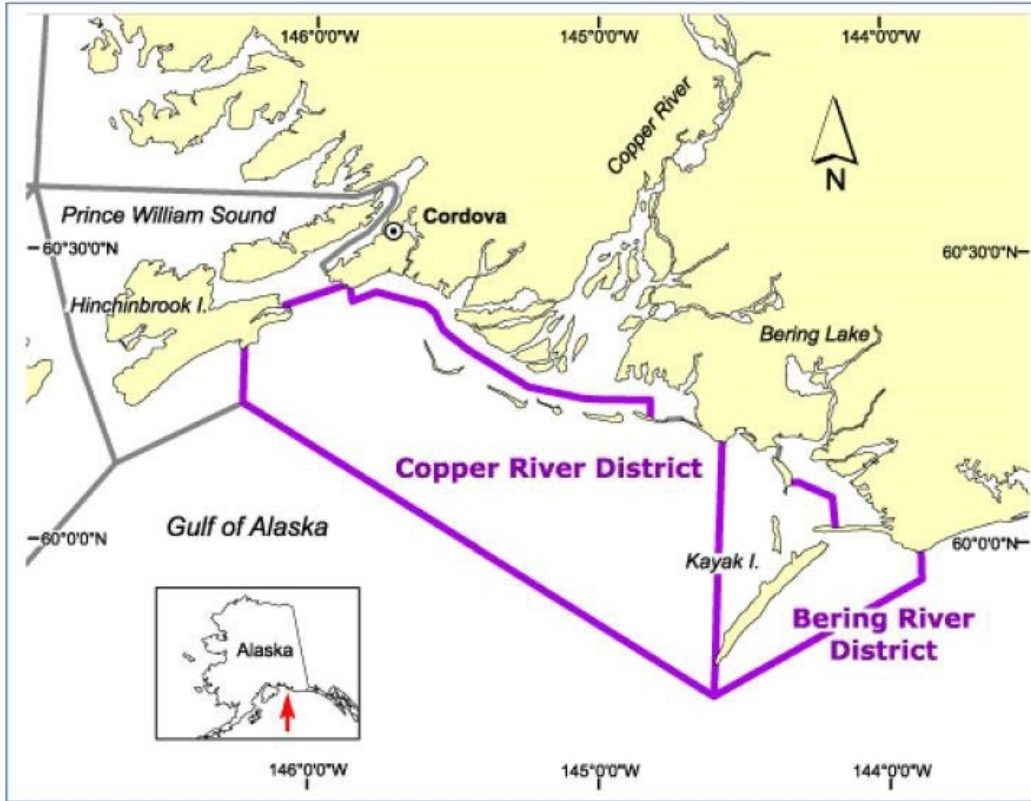 146°0'0"W
145°0'0"W
144°0'0"W
Copper River
N
Prince William Sound
Cordova
60°30'0"N
60°30'0"N
Hinchinbrook I.
Bering Lake
Copper River District
Gulf of Alaska
60°0'0"N
60°0'0"N
Kayak I.
Bering River
District
Alaska
146°0'0"W
145°0'0"W
144°0'0"W